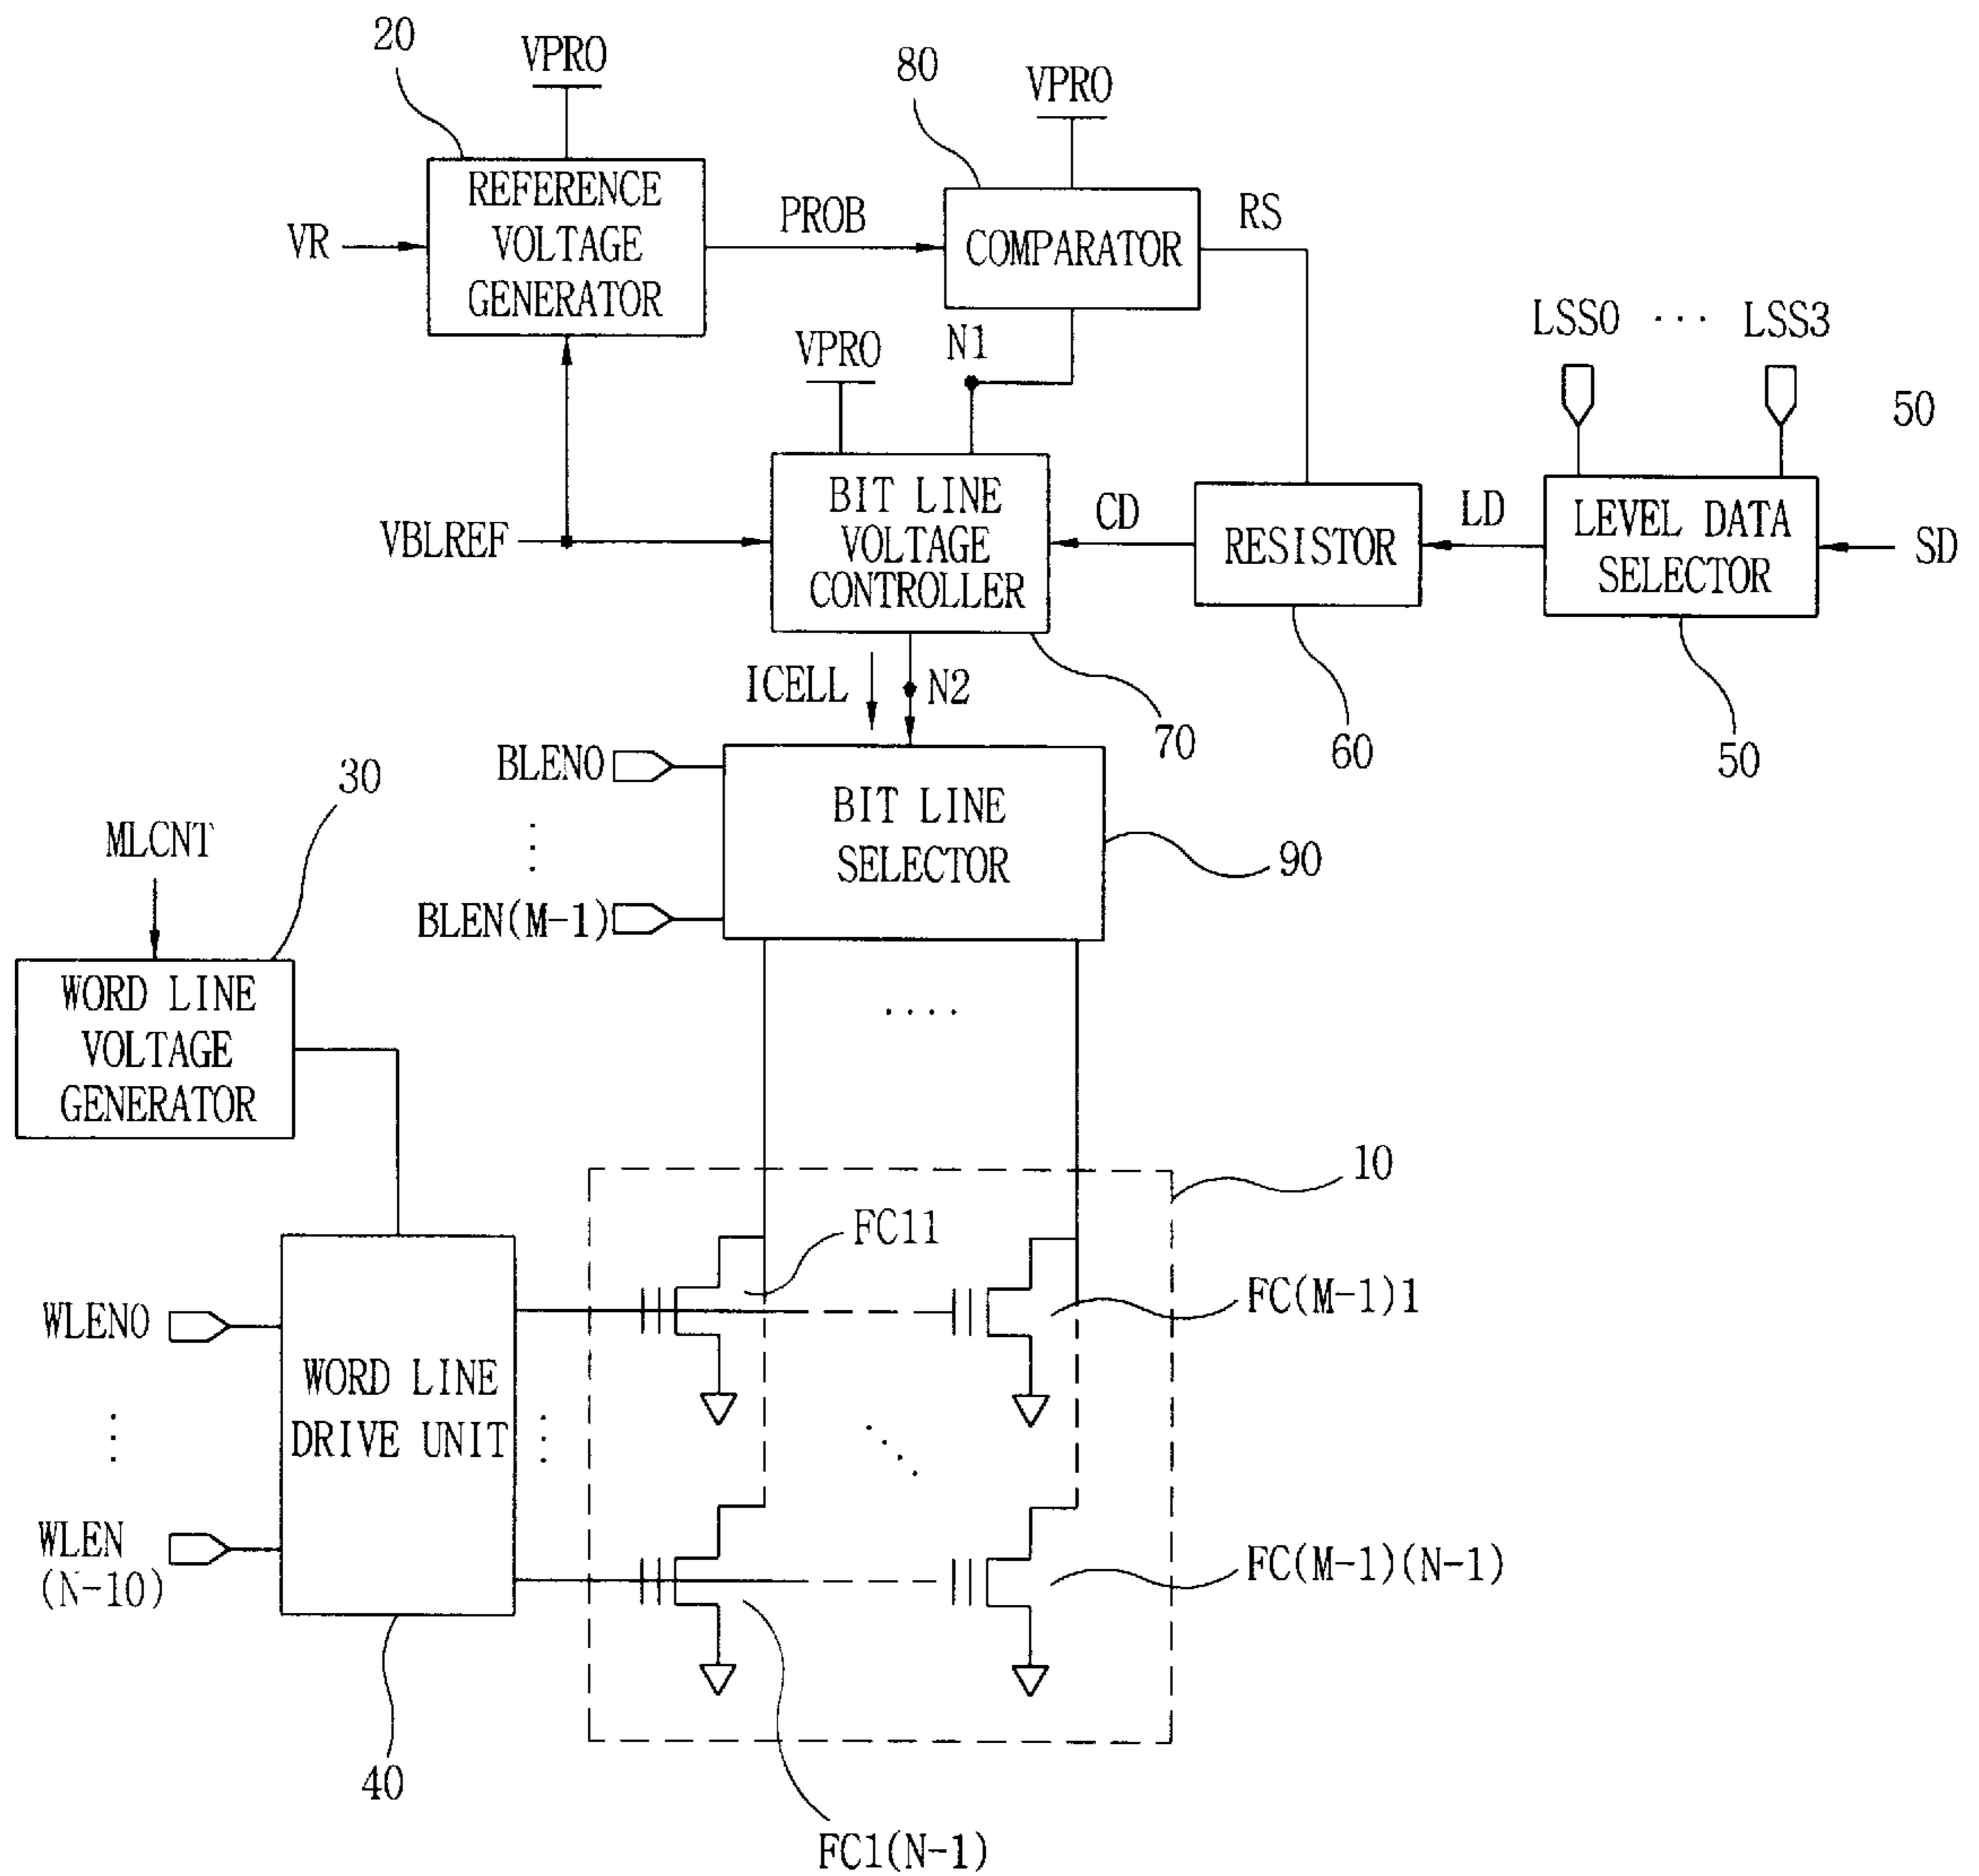 20
VPRO
80
VPRO
REFERENCE
VOLTAGE
GENERATOR
VR
PROB
COMPARATOR
RS
VPRO
N1
LSS0 ... LSS3
50
BIT LINE
VOLTAGE
CONTROLLER
VBLREF
CD
RESISTOR
LD
LEVEL DATA
SELECTOR
SD
ICELL
N2
70
60
50
BLEN0
BIT LINE
SELECTOR
90
BLEN(M-1)
30
MLCNT
WORD LINE
VOLTAGE
GENERATOR
10
FC11
FC(M-1)1
WLEN0
WORD LINE
DRIVE UNIT
WLEN
(N-10)
FC(M-1)(N-1)
40
FC1(N-1)